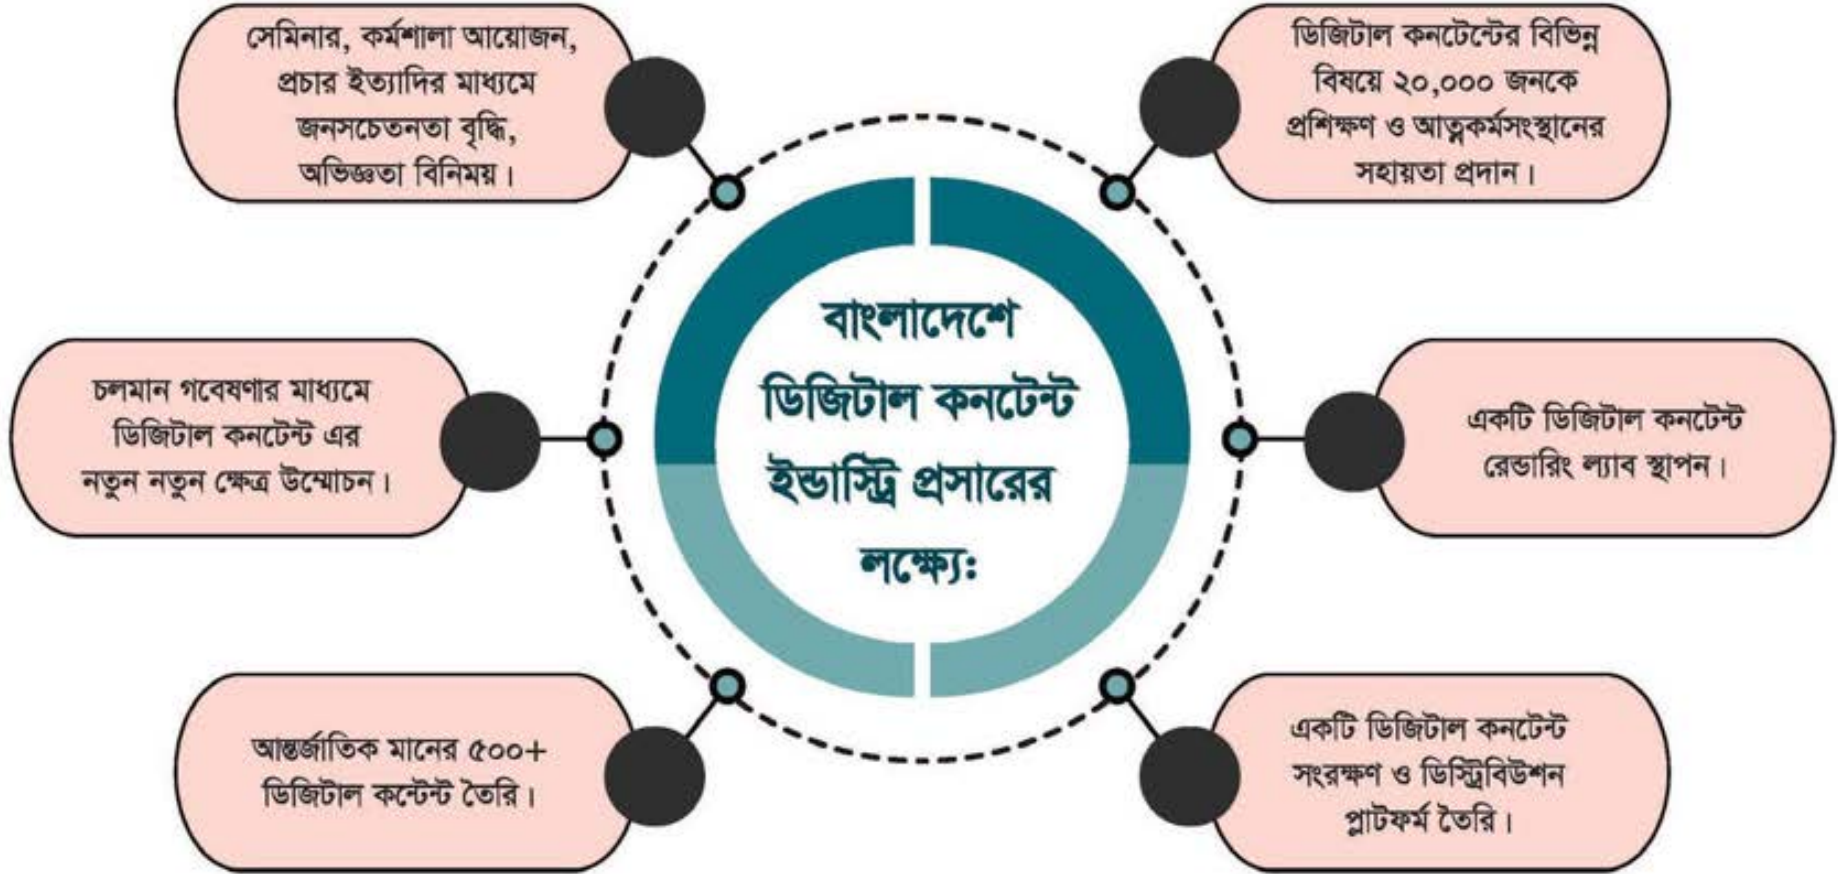 সেমিনার, কর্মশালা আয়োজন,
প্রচার ইত্যাদির মাধ্যমে
জনসচেতনতা বৃদ্ধি,
অভিজ্ঞতা বিনিময়।
ডিজিটাল কনটেন্টের বিভিন্ন
বিষয়ে ২০,০০০ জনকে
প্রশিক্ষণ ও আত্নকর্মসংস্থানের
সহায়তা প্রদান।
বাংলাদেশে
ডিজিটাল কনটেন্ট
ইন্ডাস্ট্রি প্রসারের
লক্ষ্যে:
চলমান গবেষণার মাধ্যমে
ডিজিটাল কনটেন্ট এর
নতুন নতুন ক্ষেত্র উম্মোচন।
একটি ডিজিটাল কনটেন্ট
রেন্ডারিং ল্যাব স্থাপন।
আন্তর্জাতিক মানের ৫০০+
ডিজিটাল কন্টেন্ট তৈরি।
একটি ডিজিটাল কনটেন্ট
সংরক্ষণ ও ডিস্ট্রিবিউশন
প্লাটফর্ম তৈরি।